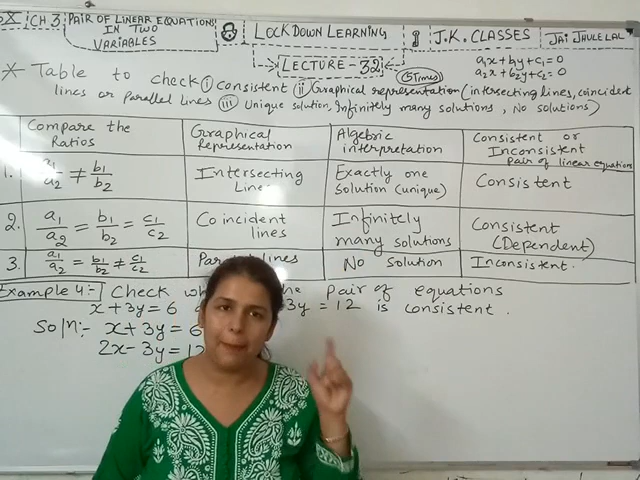 X CH 3 PAIR OF LINEAR EQUATIONS IN TWO VARIABLES
LOCKDOWN LEARNING
J.K. CLASSES
JAI JHULELAL
LECTURE - 32
(5 Times)
a₁x + by + c₁ = 0
a₂x + b₂y + c₂ = 0
* Table to check (i) consistent (ii) Graphical representation (intersecting lines, coincident
lines or Parallel lines (iii) Unique solution, Infinitely many solutions, No solutions)
Compare the Ratios | Graphical Representation | Algebric interpretation | Consistent or Inconsistent pair of linear equation
1. a₁/a₂ ≠ b₁/b₂ | Intersecting Lines | Exactly one solution (unique) | Consistent
2. a₁/a₂ = b₁/b₂ = c₁/c₂ | Coincident lines | Infinitely many solutions | Consistent (Dependent)
3. a₁/a₂ = b₁/b₂ ≠ c₁/c₂ | lines | No solution | Inconsistent.
Example 4:- Check the pair of equations
x + 3y = 6 3y = 12 is consistent.
Soln:- x + 3y = 6
2x - 3y = 12